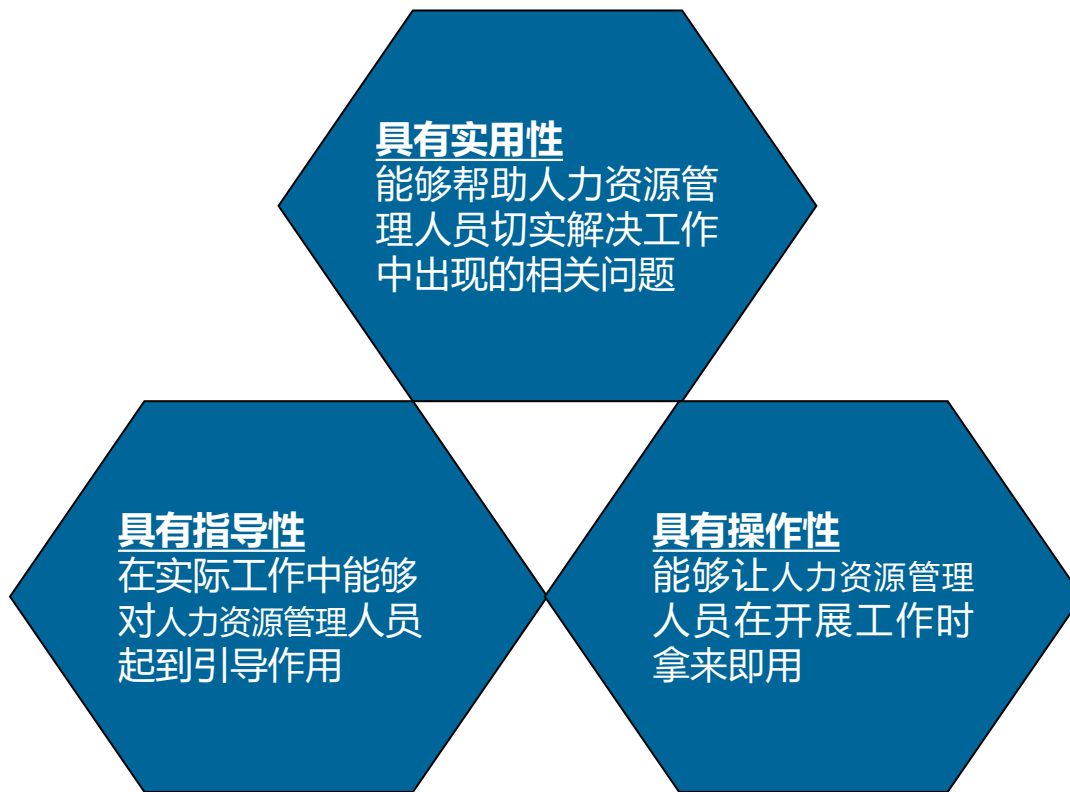 具有实用性
能够帮助人力资源管
理人员切实解决工作
中出现的相关问题
具有指导性
在实际工作中能够
对人力资源管理人员
起到引导作用
具有操作性
能够让人力资源管理
人员在开展工作时
拿来即用